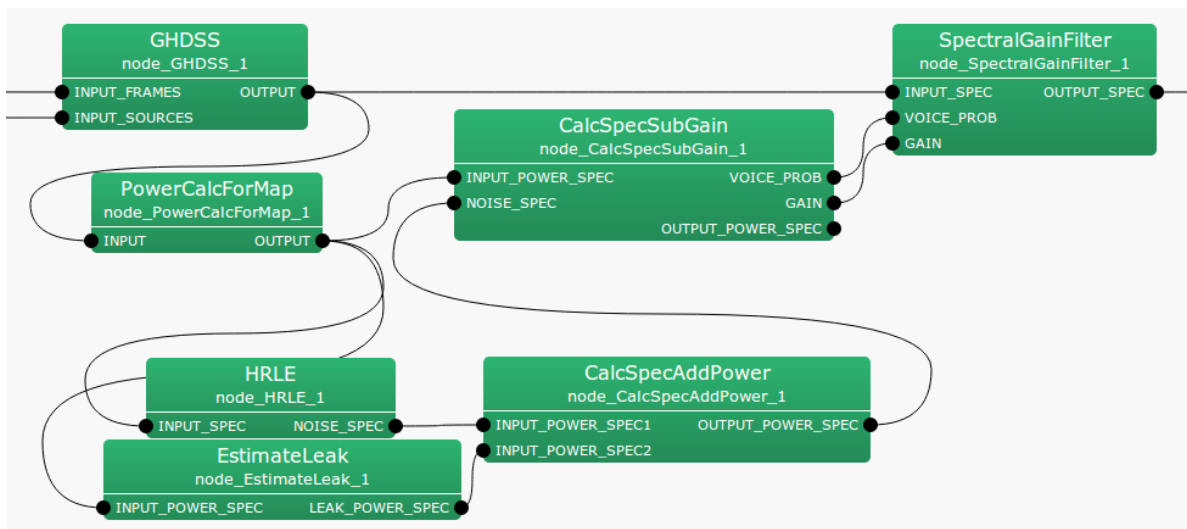 GHDSS
node_GHDSS_1
INPUT_FRAMES OUTPUT
INPUT_SOURCES
SpectralGainFilter
node_SpectralGainFilter_1
INPUT_SPEC OUTPUT_SPEC
VOICE_PROB
GAIN
CalcSpecSubGain
node_CalcSpecSubGain_1
INPUT_POWER_SPEC VOICE_PROB
NOISE_SPEC GAIN
OUTPUT_POWER_SPEC
PowerCalcForMap
node_PowerCalcForMap_1
INPUT OUTPUT
HRLE
node_HRLE_1
INPUT_SPEC NOISE_SPEC
CalcSpecAddPower
node_CalcSpecAddPower_1
INPUT_POWER_SPEC1 OUTPUT_POWER_SPEC
INPUT_POWER_SPEC2
EstimateLeak
node_EstimateLeak_1
INPUT_POWER_SPEC LEAK_POWER_SPEC